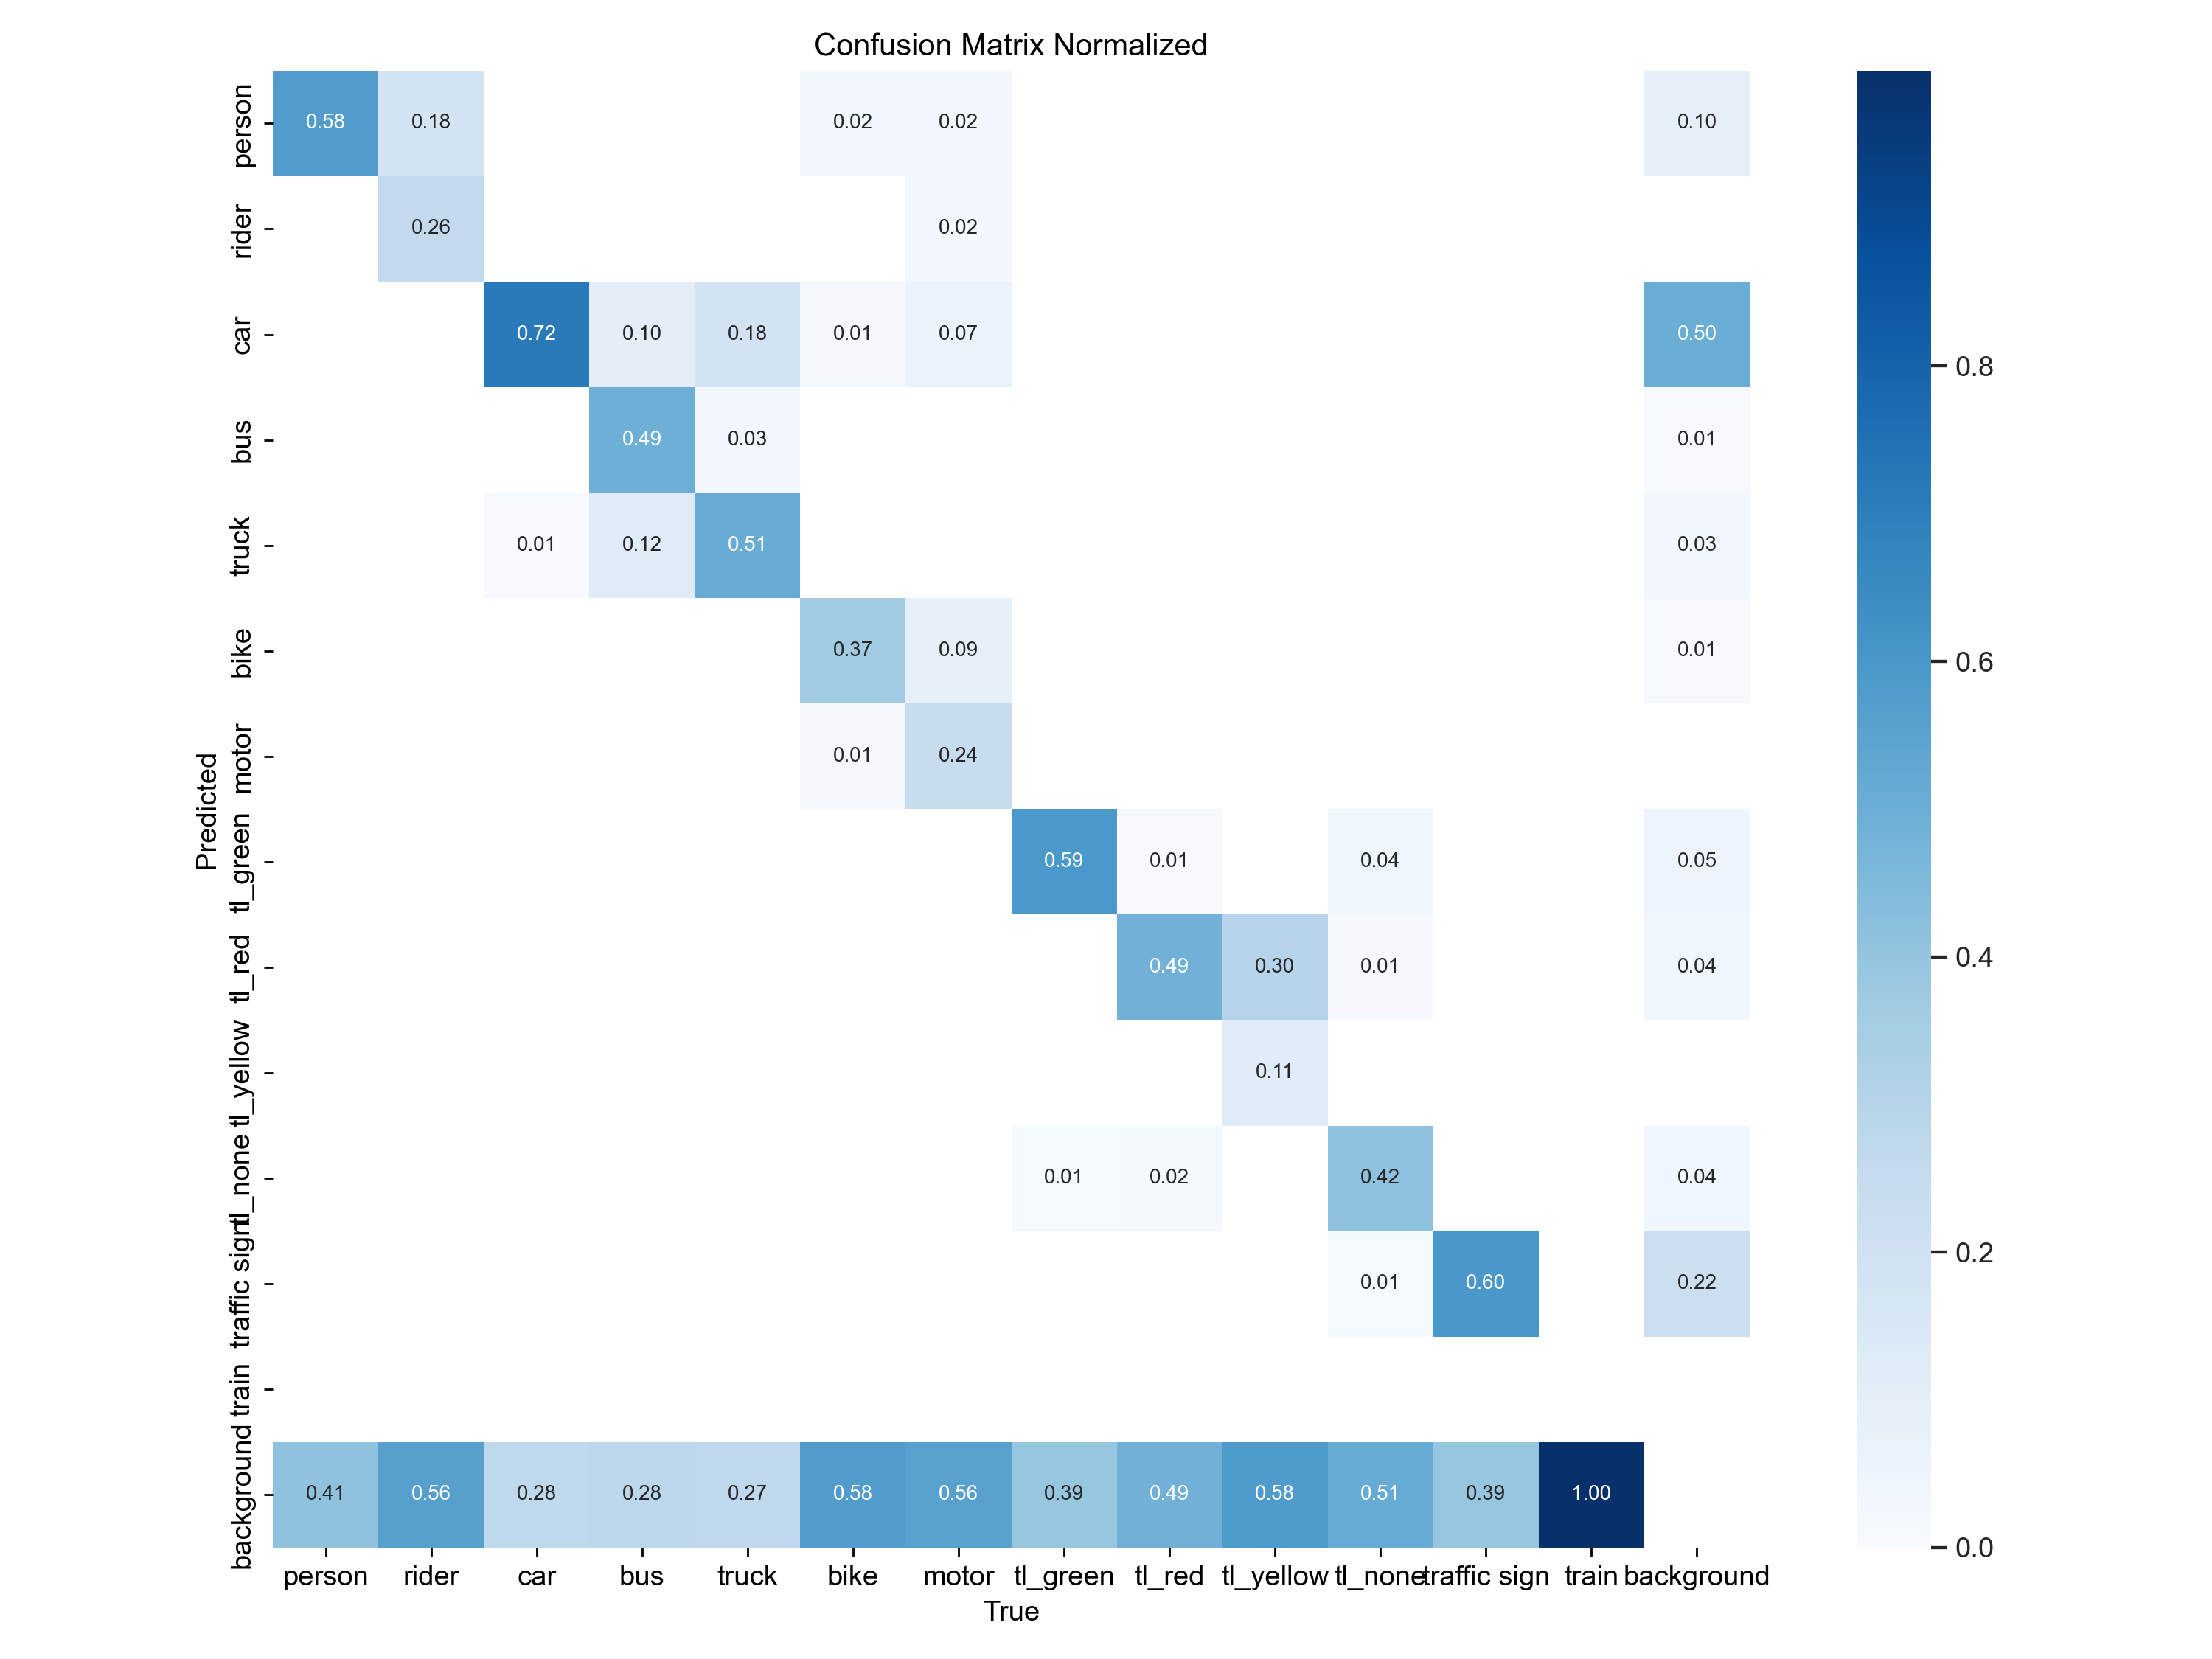 Confusion Matrix Normalized
person 0.58 0.18 0.02 0.02 0.10
rider 0.26 0.02
car 0.72 0.10 0.18 0.01 0.07 0.50
0.8
bus 0.49 0.03 0.01
truck 0.01 0.12 0.51 0.03
bike 0.37 0.09 0.01
0.6
motor 0.01 0.24
Predicted
tl_green 0.59 0.01 0.04 0.05
tl_red 0.49 0.30 0.01 0.04
0.4
tl_yellow 0.11
tl_none 0.01 0.02 0.42 0.04
traffic sign 0.01 0.60 0.22
0.2
train
background 0.41 0.56 0.28 0.28 0.27 0.58 0.56 0.39 0.49 0.58 0.51 0.39 1.00
0.0
person rider car bus truck bike motor tl_green tl_red tl_yellow tl_none traffic sign train background
True